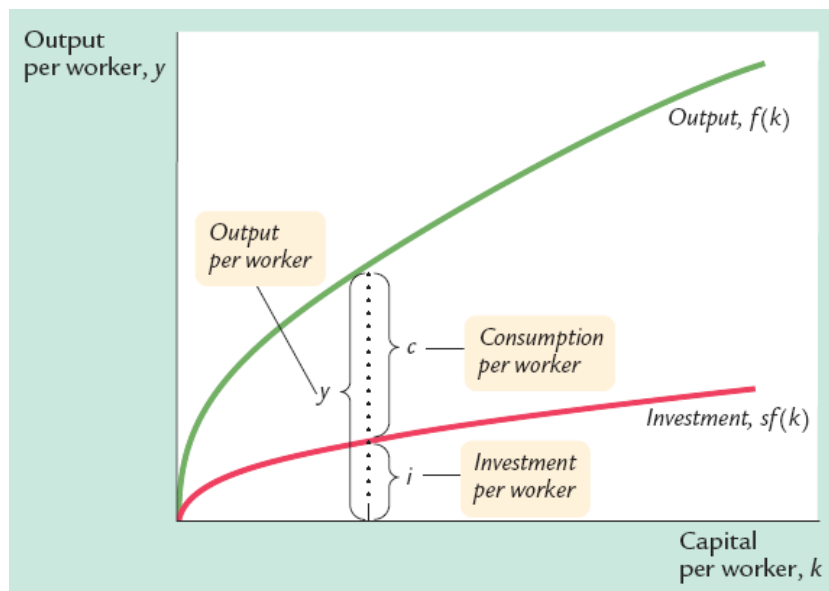 Output
per worker, y
Output, f(k)
Output
per worker
c
Consumption
per worker
y
Investment, sf(k)
i
Investment
per worker
Capital
per worker, k